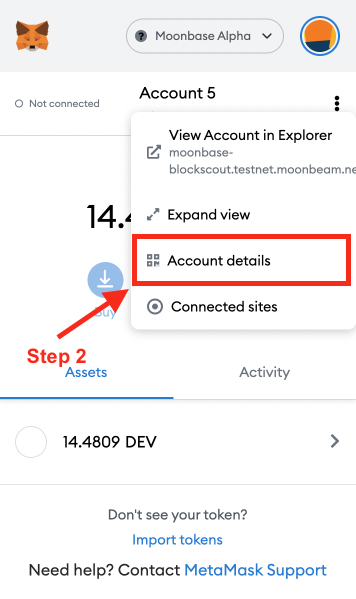 Moonbase Alpha
Not connected
Account 5
View Account in Explorer
moonbase-
blockscout.testnet.moonbeam.ne
Expand view
14.4
Account details
Buy
Connected sites
Step 2
Assets
Activity
14.4809 DEV
Don't see your token?
Import tokens
Need help? Contact MetaMask Support